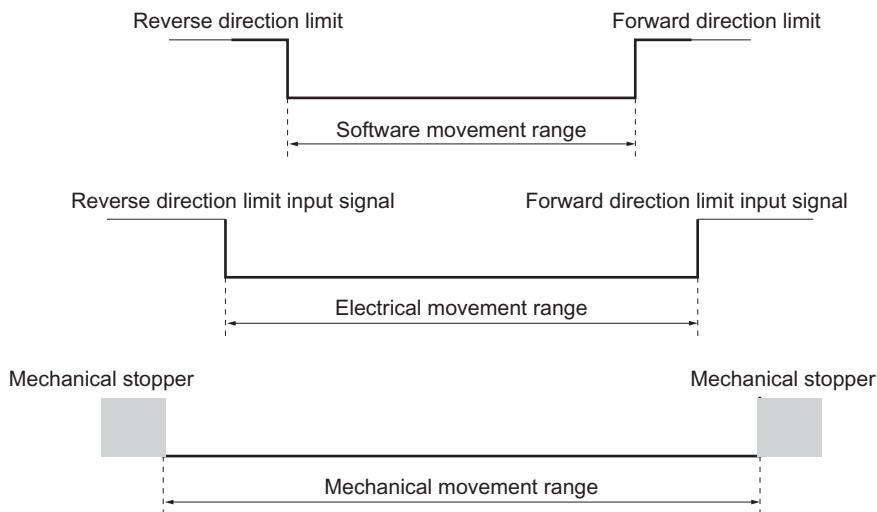 Reverse direction limit
Forward direction limit
Software movement range
Reverse direction limit input signal
Forward direction limit input signal
Electrical movement range
Mechanical stopper
Mechanical stopper
Mechanical movement range